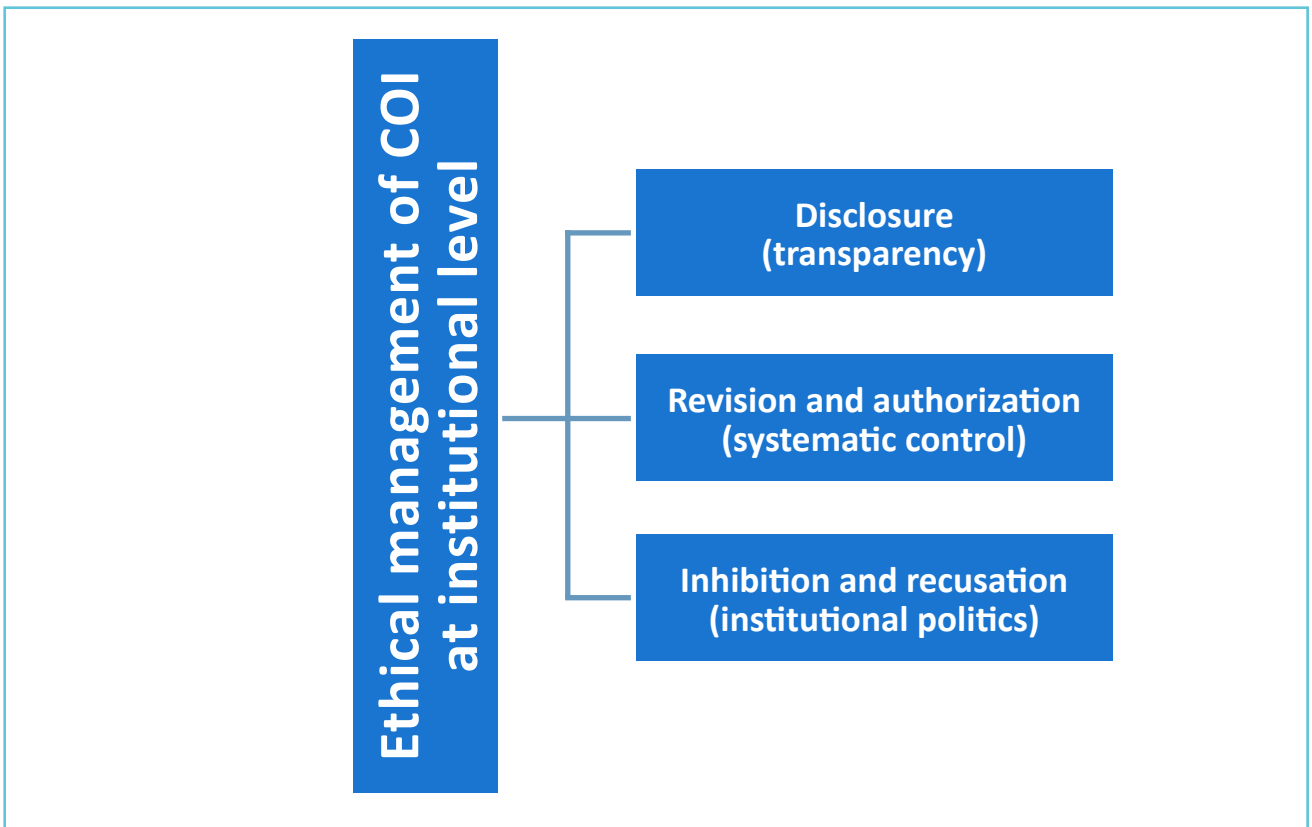 Ethical management of COI
at institutional level
Disclosure
(transparency)
Revision and authorization
(systematic control)
Inhibition and recusation
(institutional politics)